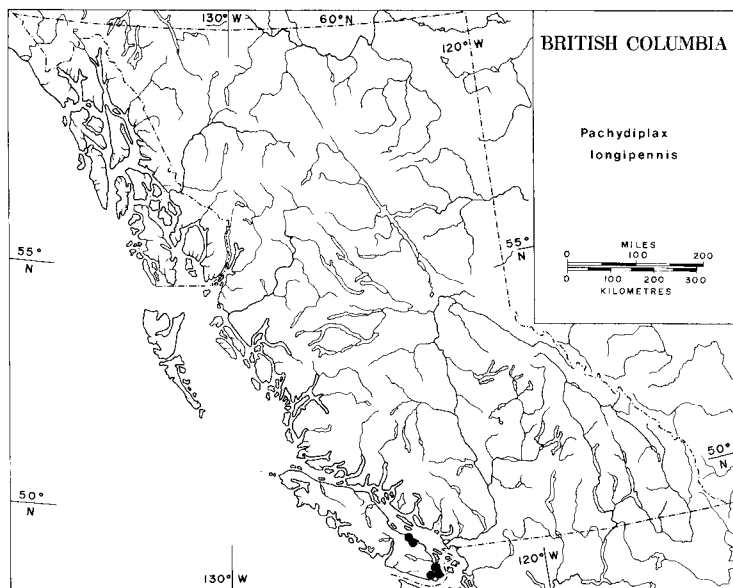 130° W
60° N
120° W
BRITISH COLUMBIA
Pachydiplax
longipennis
55°
N
55°
N
MILES
0 100 200
0 100 200 300
KILOMETRES
50°
N
50°
N
130° W
120° W